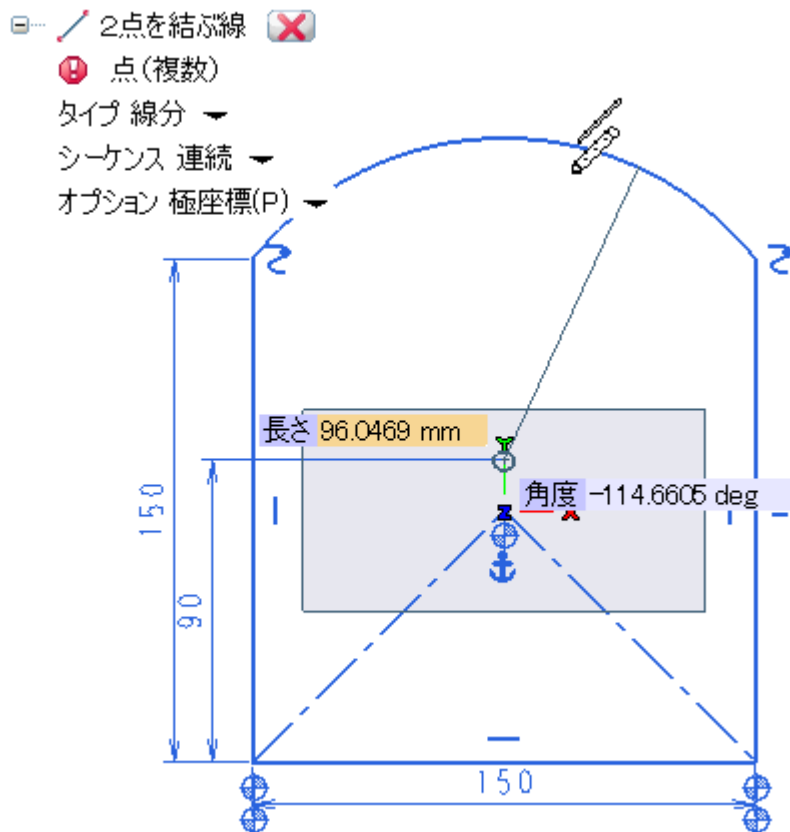 2点を結ぶ線
点(複数)
タイプ 線分
シーケンス 連続
オプション 極座標(P)
長さ 96.0469 mm
Y
角度 -114.6605 deg
Z
X
150
90
150